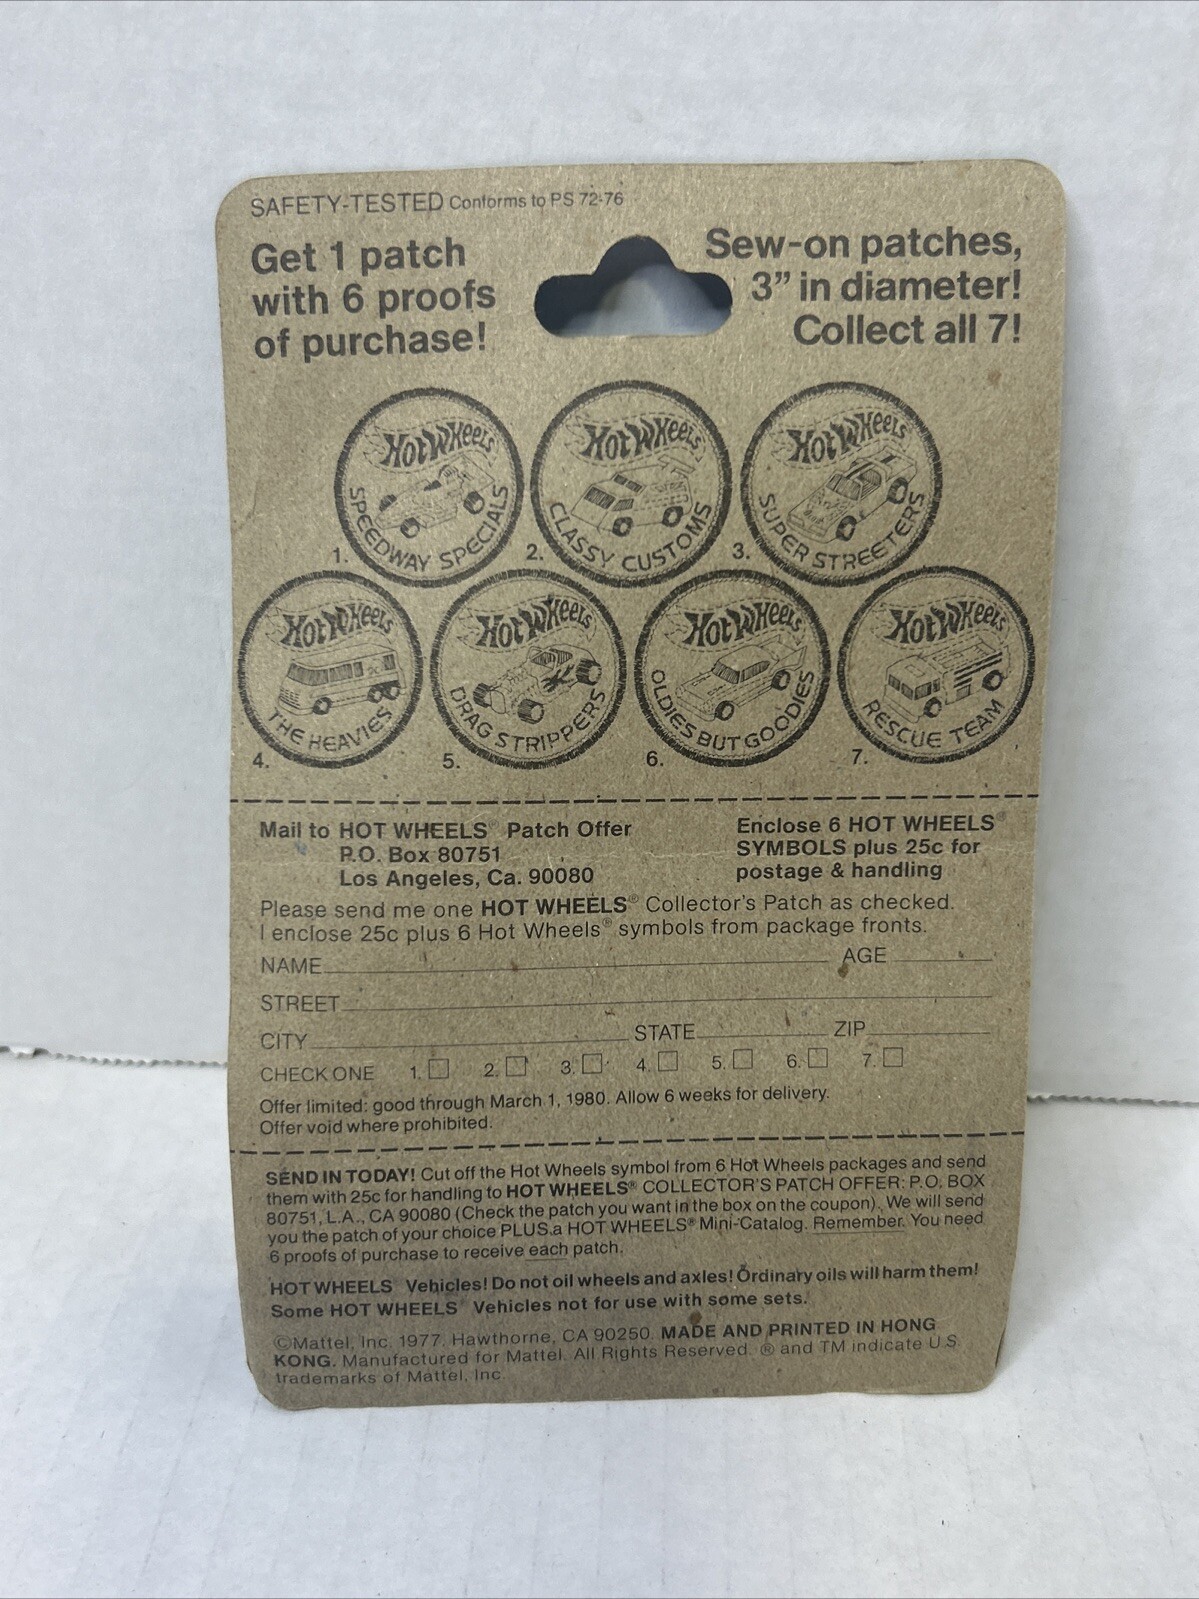 SAFETY-TESTED Conforms to PS 72-76
Get 1 patch
with 6 proofs
of purchase!
Sew-on patches,
3" in diameter!
Collect all 7!
HOT WHEELS
SPEEDWAY SPECIALS
1.
HOT WHEELS
CLASSY CUSTOMS
2.
HOT WHEELS
SUPER STREETERS
3.
HOT WHEELS
THE HEAVIES
4.
HOT WHEELS
DRAG STRIPPERS
5.
HOT WHEELS
OLDIES BUT GOODIES
6.
HOT WHEELS
RESCUE TEAM
7.
Mail to HOT WHEELS® Patch Offer
P.O. Box 80751
Los Angeles, Ca. 90080
Enclose 6 HOT WHEELS®
SYMBOLS plus 25c for
postage & handling
Please send me one HOT WHEELS® Collector's Patch as checked.
I enclose 25c plus 6 Hot Wheels® symbols from package fronts.
NAME AGE
STREET
CITY STATE ZIP
CHECK ONE 1. 2. 3. 4. 5. 6. 7.
Offer limited: good through March 1, 1980. Allow 6 weeks for delivery.
Offer void where prohibited.
SEND IN TODAY! Cut off the Hot Wheels symbol from 6 Hot Wheels packages and send
them with 25c for handling to HOT WHEELS® COLLECTOR'S PATCH OFFER: P.O. BOX
80751, L.A., CA 90080 (Check the patch you want in the box on the coupon). We will send
you the patch of your choice PLUS a HOT WHEELS® Mini-Catalog. Remember. You need
6 proofs of purchase to receive each patch.
HOT WHEELS® Vehicles! Do not oil wheels and axles! Ordinary oils will harm them!
Some HOT WHEELS® Vehicles not for use with some sets.
©Mattel, Inc. 1977. Hawthorne, CA 90250. MADE AND PRINTED IN HONG
KONG. Manufactured for Mattel. All Rights Reserved. ® and TM indicate U.S.
trademarks of Mattel, Inc.